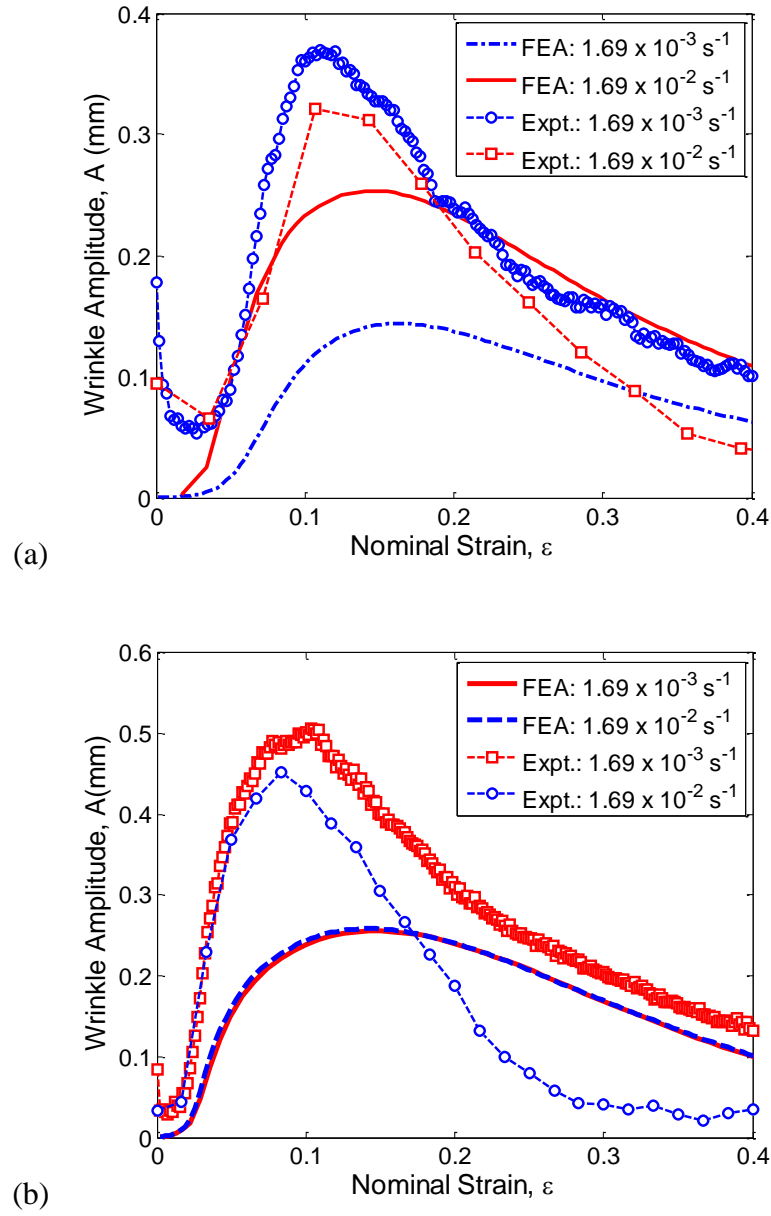 0.4
0.3
0.2
0.1
0
Wrinkle Amplitude, A (mm)
FEA: 1.69 x 10⁻³ s⁻¹
FEA: 1.69 x 10⁻² s⁻¹
Expt.: 1.69 x 10⁻³ s⁻¹
Expt.: 1.69 x 10⁻² s⁻¹
0 0.1 0.2 0.3 0.4
Nominal Strain, ε
(a)
0.6
0.5
0.4
0.3
0.2
0.1
0
Wrinkle Amplitude, A(mm)
FEA: 1.69 x 10⁻³ s⁻¹
FEA: 1.69 x 10⁻² s⁻¹
Expt.: 1.69 x 10⁻³ s⁻¹
Expt.: 1.69 x 10⁻² s⁻¹
0 0.1 0.2 0.3 0.4
Nominal Strain, ε
(b)